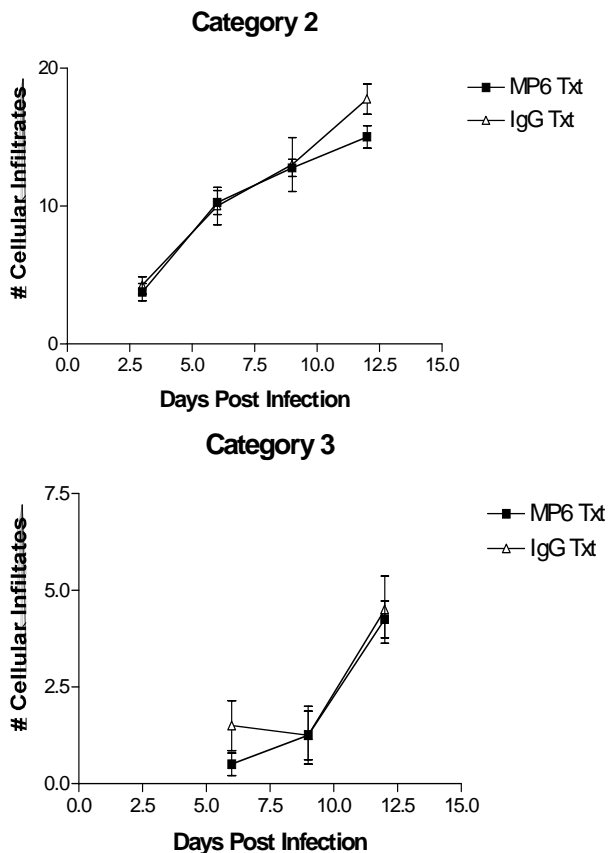 Category 2
20
10
0
# Cellular Infiltrates
0.0 2.5 5.0 7.5 10.0 12.5 15.0
Days Post Infection
MP6 Txt
IgG Txt
Category 3
7.5
5.0
2.5
0.0
# Cellular Infiltates
0.0 2.5 5.0 7.5 10.0 12.5 15.0
Days Post Infection
MP6 Txt
IgG Txt